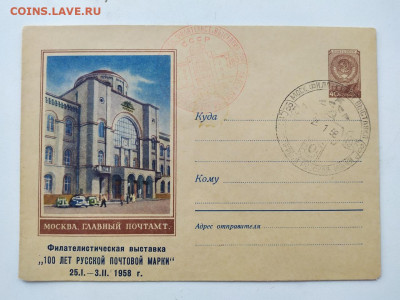 COINS.LAVE.RU
СССР
Куда
Кому
Адрес отправителя
МОСКВА. ГЛАВНЫЙ ПОЧТАМТ.
Филателистическая выставка
„100 ЛЕТ РУССКОЙ ПОЧТОВОЙ МАРКИ"
25.I.—3.II. 1958 г.